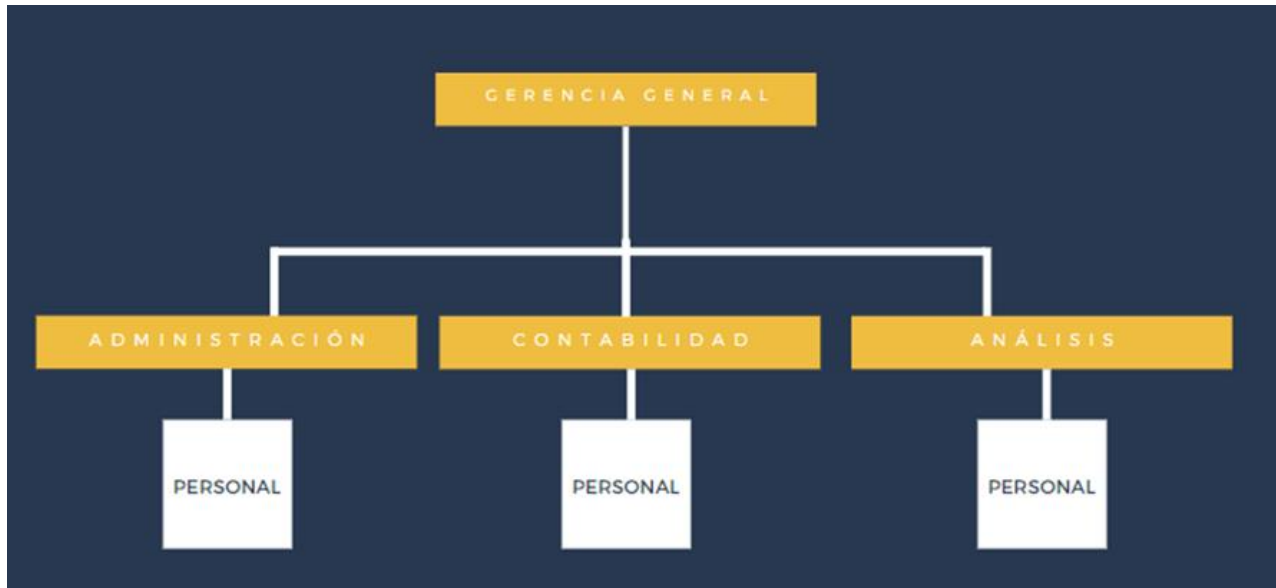 GERENCIA GENERAL
ADMINISTRACIÓN
CONTABILIDAD
ANÁLISIS
PERSONAL
PERSONAL
PERSONAL